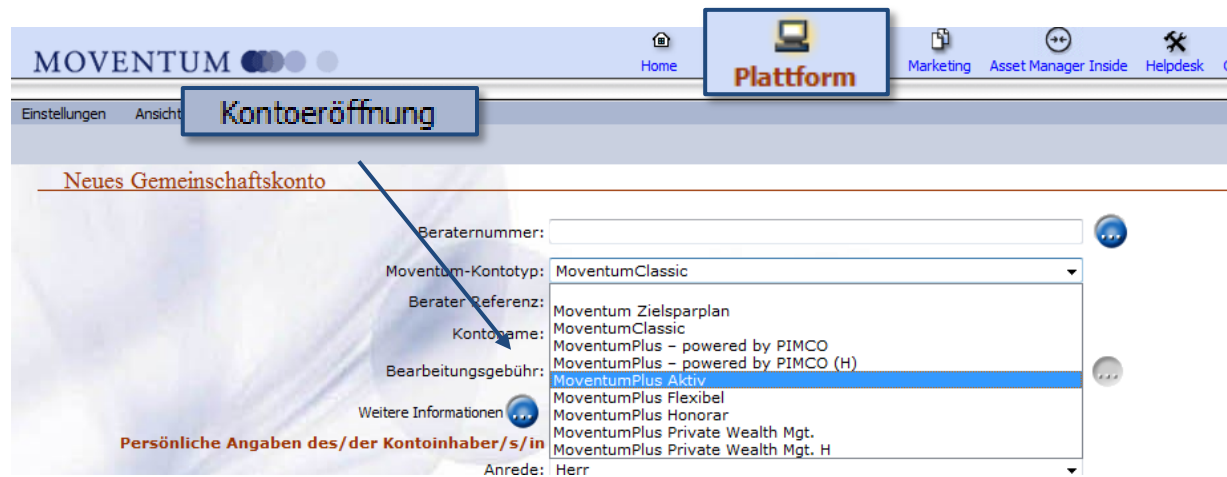 MOVENTUM
Home
Plattform
Marketing
Asset Manager Inside
Helpdesk
Einstellungen
Ansicht
Kontoeröffnung
Neues Gemeinschaftskonto
Beraternummer:
Moventum-Kontotyp: MoventumClassic
Berater Referenz:
Moventum Zielsparplan
MoventumClassic
Kontoname:
MoventumPlus – powered by PIMCO
MoventumPlus – powered by PIMCO (H)
Bearbeitungsgebühr:
MoventumPlus Aktiv
MoventumPlus Flexibel
Weitere Informationen
MoventumPlus Honorar
MoventumPlus Private Wealth Mgt.
Persönliche Angaben des/der Kontoinhaber/s/in
MoventumPlus Private Wealth Mgt. H
Anrede: Herr